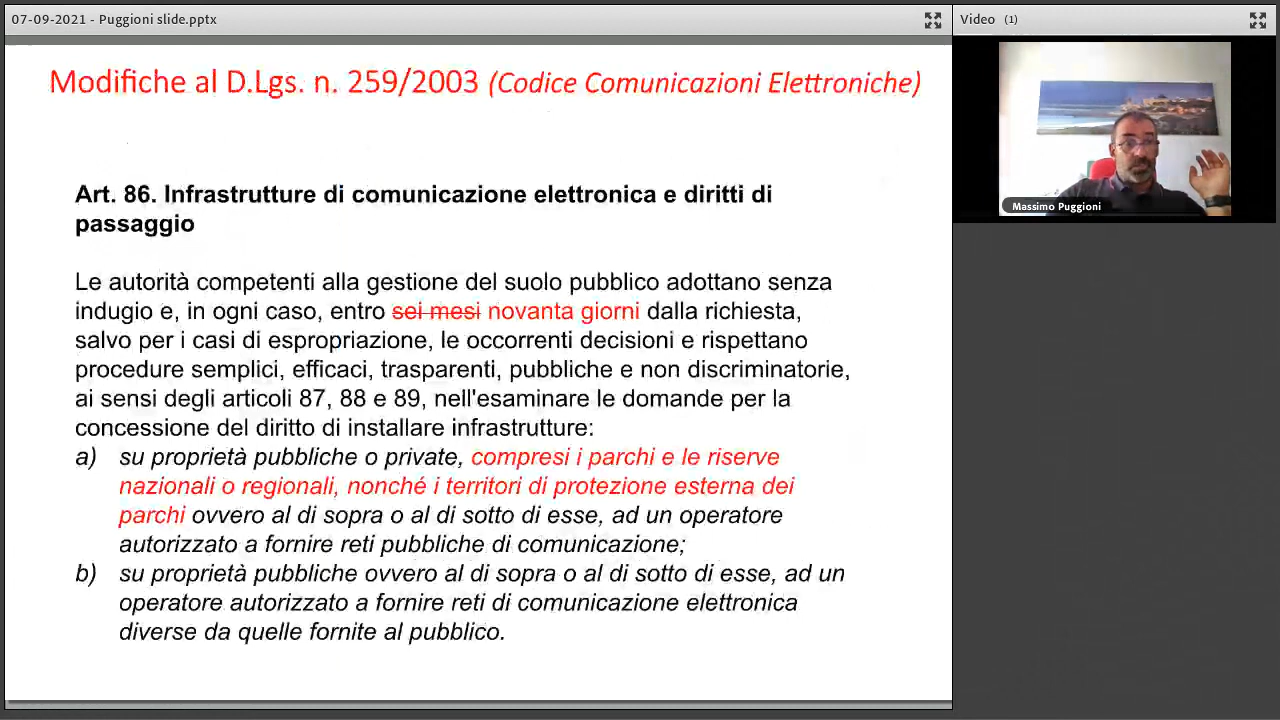 07-09-2021 - Puggioni slide.pptx
Video (1)
Modifiche al D.Lgs. n. 259/2003 (Codice Comunicazioni Elettroniche)
Massimo Puggioni
Art. 86. Infrastrutture di comunicazione elettronica e diritti di
passaggio
Le autorità competenti alla gestione del suolo pubblico adottano senza
indugio e, in ogni caso, entro sei mesi novanta giorni dalla richiesta,
salvo per i casi di espropriazione, le occorrenti decisioni e rispettano
procedure semplici, efficaci, trasparenti, pubbliche e non discriminatorie,
ai sensi degli articoli 87, 88 e 89, nell'esaminare le domande per la
concessione del diritto di installare infrastrutture:
a) su proprietà pubbliche o private, compresi i parchi e le riserve
nazionali o regionali, nonché i territori di protezione esterna dei
parchi ovvero al di sopra o al di sotto di esse, ad un operatore
autorizzato a fornire reti pubbliche di comunicazione;
b) su proprietà pubbliche ovvero al di sopra o al di sotto di esse, ad un
operatore autorizzato a fornire reti di comunicazione elettronica
diverse da quelle fornite al pubblico.